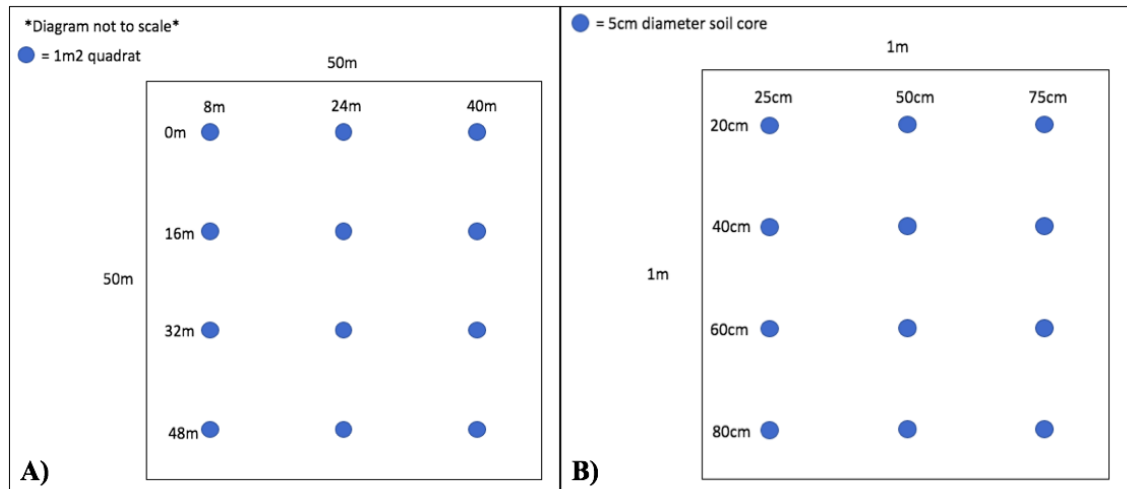 *Diagram not to scale*
= 1m2 quadrat
50m
8m 24m 40m
0m
16m
50m
32m
48m
A)
= 5cm diameter soil core
1m
25cm 50cm 75cm
20cm
40cm
1m
60cm
80cm
B)